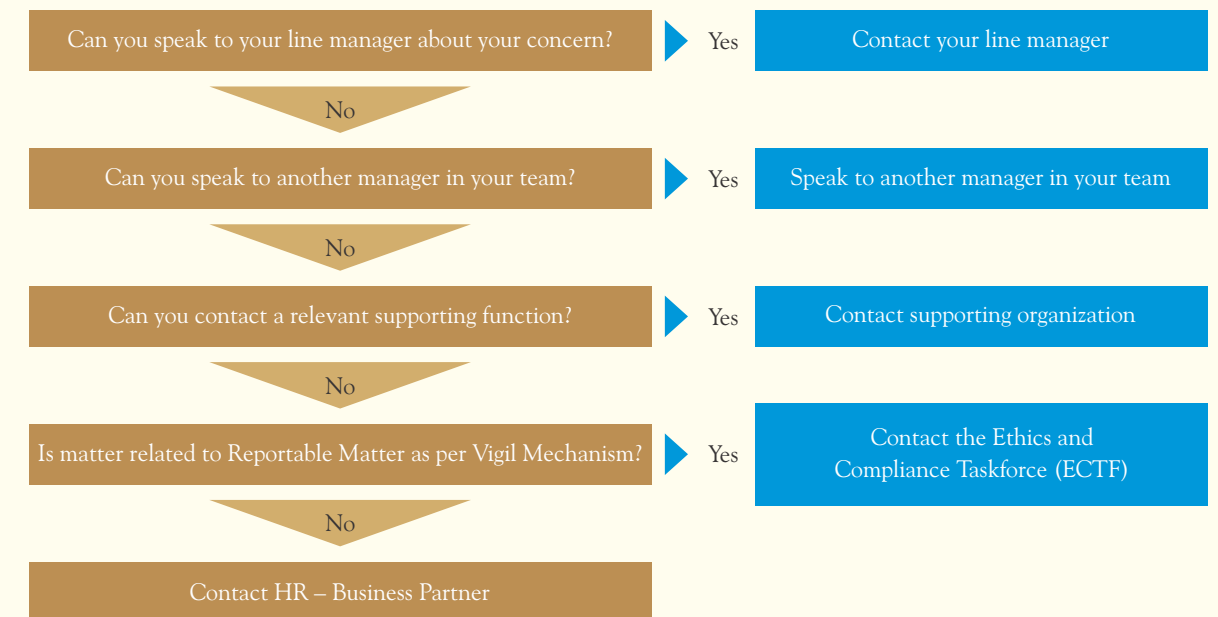 Can you speak to your line manager about your concern?
Yes
Contact your line manager
No
Can you speak to another manager in your team?
Yes
Speak to another manager in your team
No
Can you contact a relevant supporting function?
Yes
Contact supporting organization
No
Is matter related to Reportable Matter as per Vigil Mechanism?
Yes
Contact the Ethics and
Compliance Taskforce (ECTF)
No
Contact HR – Business Partner